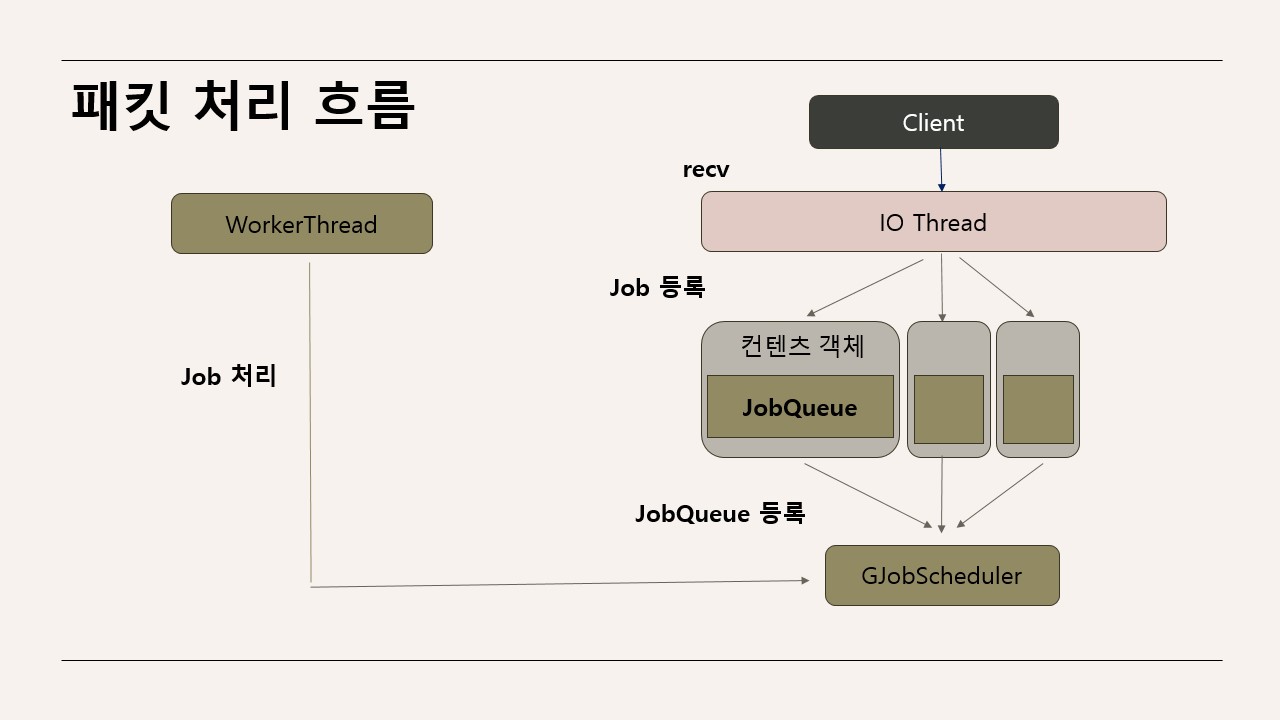 패킷 처리 흐름
Client
recv
WorkerThread
IO Thread
Job 등록
컨텐츠 객체
Job 처리
JobQueue
JobQueue 등록
GJobScheduler